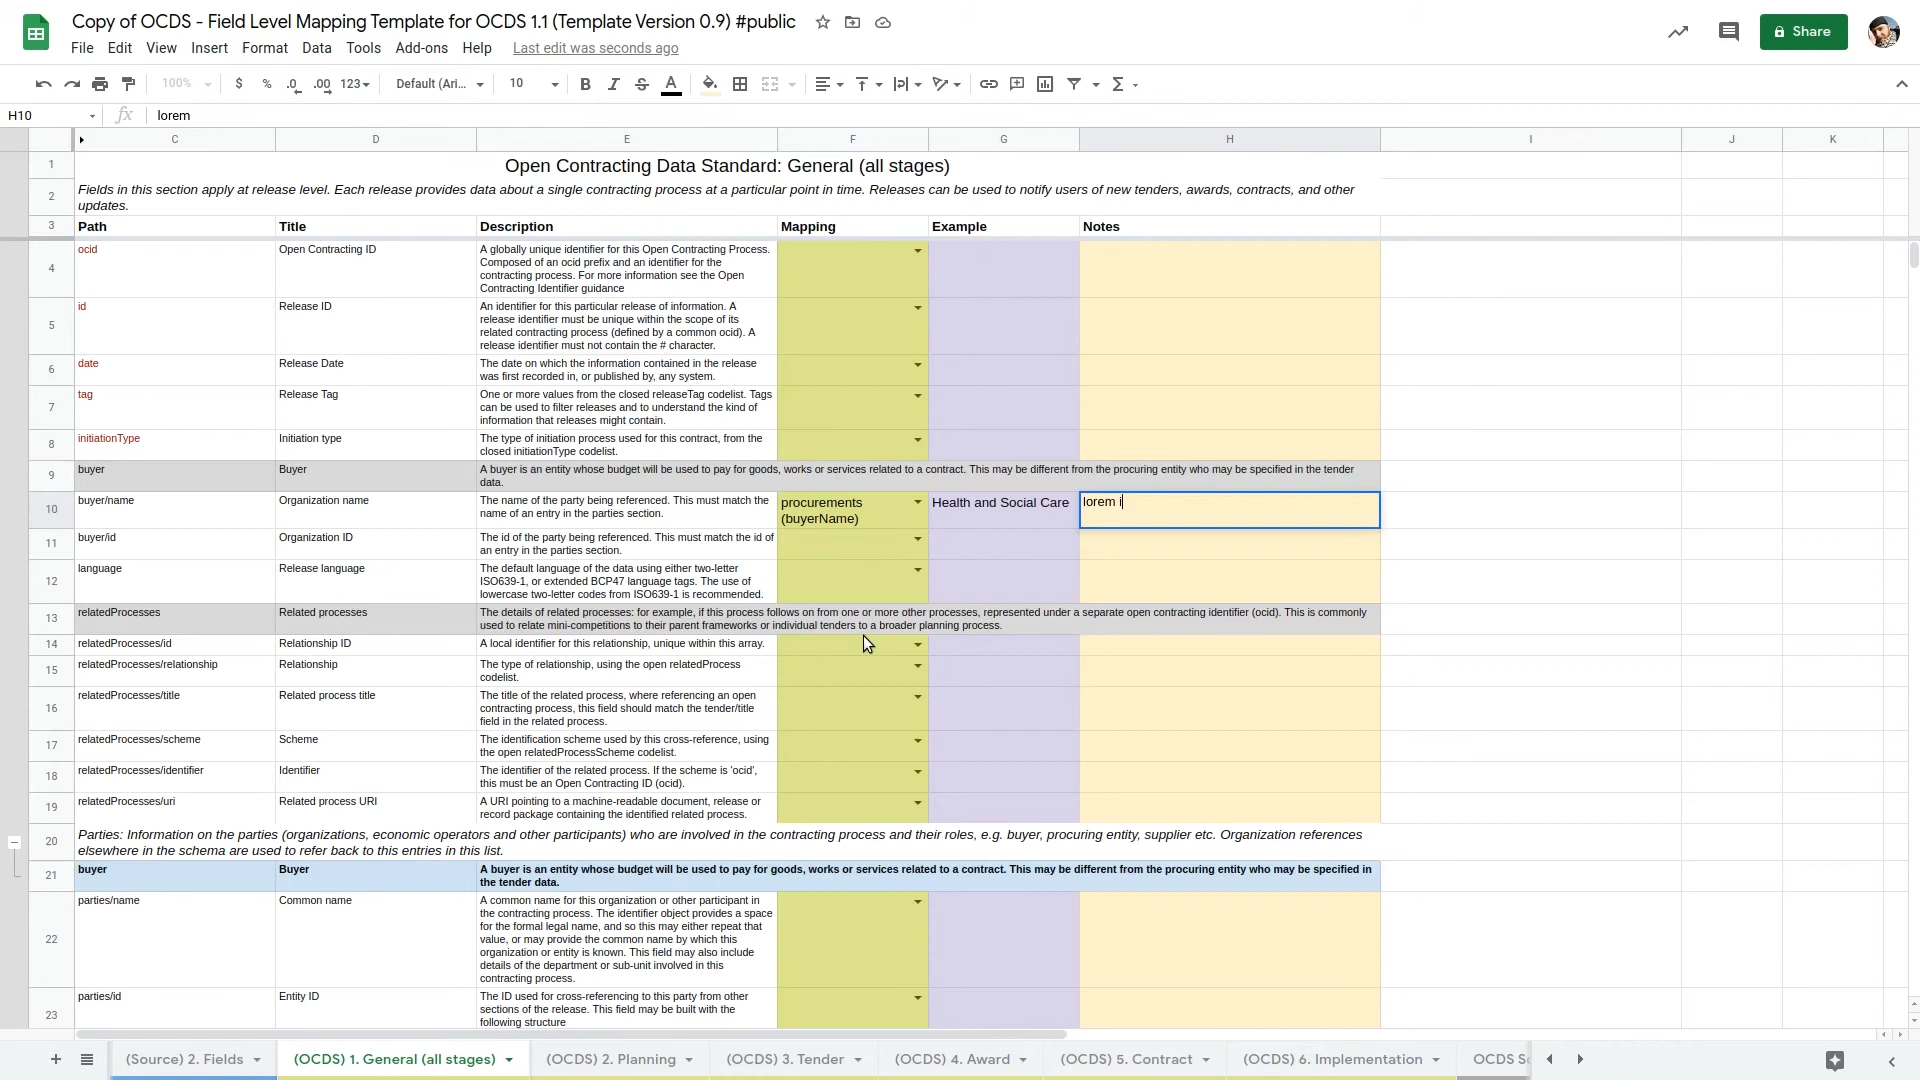 Copy of OCDS - Field Level Mapping Template for OCDS 1.1 (Template Version 0.9) #public
File Edit View Insert Format Data Tools Add-ons Help Last edit was seconds ago
Share
100% $ % .0 .00 123 Default (Ari... 10 B I S A
H10 fx lorem
C D E F G H I J K
1 Open Contracting Data Standard: General (all stages)
2 Fields in this section apply at release level. Each release provides data about a single contracting process at a particular point in time. Releases can be used to notify users of new tenders, awards, contracts, and other
updates.
3 Path Title Description Mapping Example Notes
4 ocid Open Contracting ID A globally unique identifier for this Open Contracting Process.
Composed of an ocid prefix and an identifier for the
contracting process. For more information see the Open
Contracting Identifier guidance
5 id Release ID An identifier for this particular release of information. A
release identifier must be unique within the scope of its
related contracting process (defined by a common ocid). A
release identifier must not contain the # character.
6 date Release Date The date on which the information contained in the release
was first recorded in, or published by, any system.
7 tag Release Tag One or more values from the closed releaseTag codelist. Tags
can be used to filter releases and to understand the kind of
information that releases might contain.
8 initiationType Initiation type The type of initiation process used for this contract, from the
closed initiationType codelist.
9 buyer Buyer A buyer is an entity whose budget will be used to pay for goods, works or services related to a contract. This may be different from the procuring entity who may be specified in the tender
data.
10 buyer/name Organization name The name of the party being referenced. This must match the procurements Health and Social Care lorem i
name of an entry in the parties section. (buyerName)
11 buyer/id Organization ID The id of the party being referenced. This must match the id of
an entry in the parties section.
12 language Release language The default language of the data using either two-letter
ISO639-1, or extended BCP47 language tags. The use of
lowercase two-letter codes from ISO639-1 is recommended.
13 relatedProcesses Related processes The details of related processes: for example, if this process follows on from one or more other processes, represented under a separate open contracting identifier (ocid). This is commonly
used to relate mini-competitions to their parent frameworks or individual tenders to a broader planning process.
14 relatedProcesses/id Relationship ID A local identifier for this relationship, unique within this array.
15 relatedProcesses/relationship Relationship The type of relationship, using the open relatedProcess
codelist.
16 relatedProcesses/title Related process title The title of the related process, where referencing an open
contracting process, this field should match the tender/title
field in the related process.
17 relatedProcesses/scheme Scheme The identification scheme used by this cross-reference, using
the open relatedProcessScheme codelist.
18 relatedProcesses/identifier Identifier The identifier of the related process. If the scheme is 'ocid',
this must be an Open Contracting ID (ocid).
19 relatedProcesses/uri Related process URI A URI pointing to a machine-readable document, release or
record package containing the identified related process.
20 Parties: Information on the parties (organizations, economic operators and other participants) who are involved in the contracting process and their roles, e.g. buyer, procuring entity, supplier etc. Organization references
elsewhere in the schema are used to refer back to this entries in this list.
21 buyer Buyer A buyer is an entity whose budget will be used to pay for goods, works or services related to a contract. This may be different from the procuring entity who may be specified in
the tender data.
22 parties/name Common name A common name for this organization or other participant in
the contracting process. The identifier object provides a space
for the formal legal name, and so this may either repeat that
value, or may provide the common name by which this
organization or entity is known. This field may also include
details of the department or sub-unit involved in this
contracting process.
23 parties/id Entity ID The ID used for cross-referencing to this party from other
sections of the release. This field may be built with the
following structure
(Source) 2. Fields (OCDS) 1. General (all stages) (OCDS) 2. Planning (OCDS) 3. Tender (OCDS) 4. Award (OCDS) 5. Contract (OCDS) 6. Implementation OCDS S